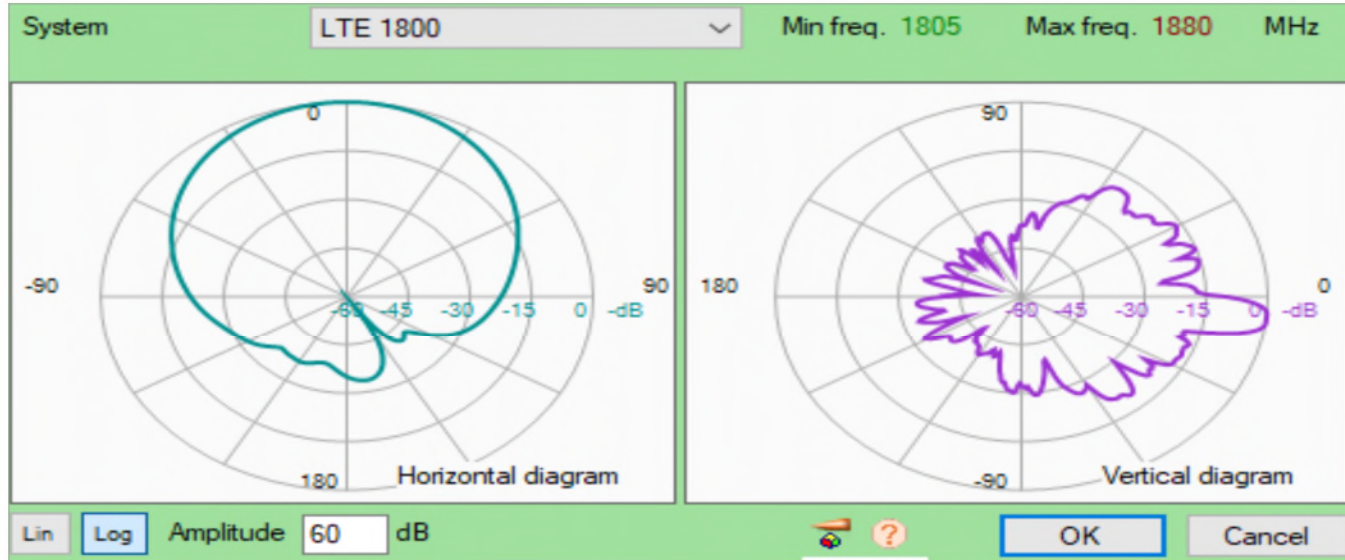 System LTE 1800 Min freq. 1805 Max freq. 1880 MHz
0
90
-90
90
180
0
-60 -45 -30 -15 0 -dB
-60 -45 -30 -15 0 -dB
180
Horizontal diagram
-90
Vertical diagram
Lin Log Amplitude 60 dB ? OK Cancel